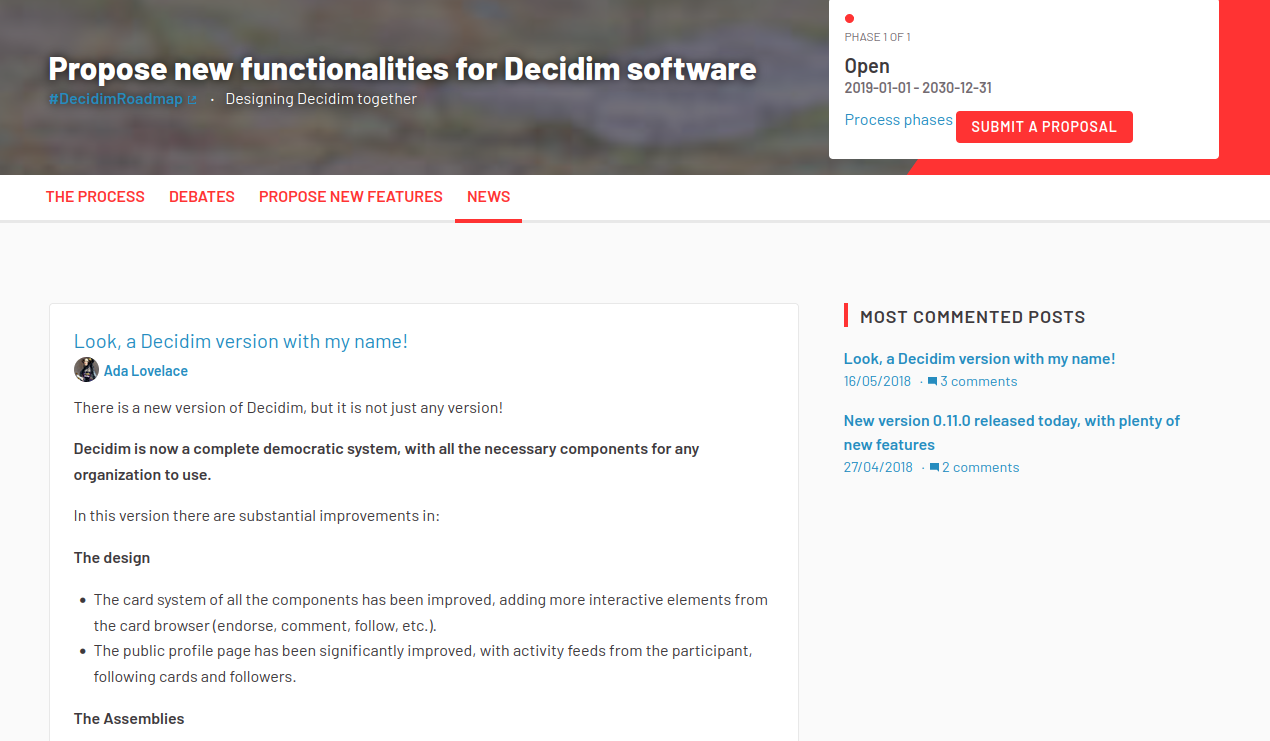 Propose new functionalities for Decidim software
#DecidimRoadmap · Designing Decidim together
PHASE 1 OF 1
Open
2019-01-01 - 2030-12-31
Process phases SUBMIT A PROPOSAL
THE PROCESS DEBATES PROPOSE NEW FEATURES NEWS
Look, a Decidim version with my name!
Ada Lovelace
There is a new version of Decidim, but it is not just any version!
Decidim is now a complete democratic system, with all the necessary components for any
organization to use.
In this version there are substantial improvements in:
The design
• The card system of all the components has been improved, adding more interactive elements from
the card browser (endorse, comment, follow, etc.).
• The public profile page has been significantly improved, with activity feeds from the participant,
following cards and followers.
The Assemblies
MOST COMMENTED POSTS
Look, a Decidim version with my name!
16/05/2018 · 3 comments
New version 0.11.0 released today, with plenty of
new features
27/04/2018 · 2 comments